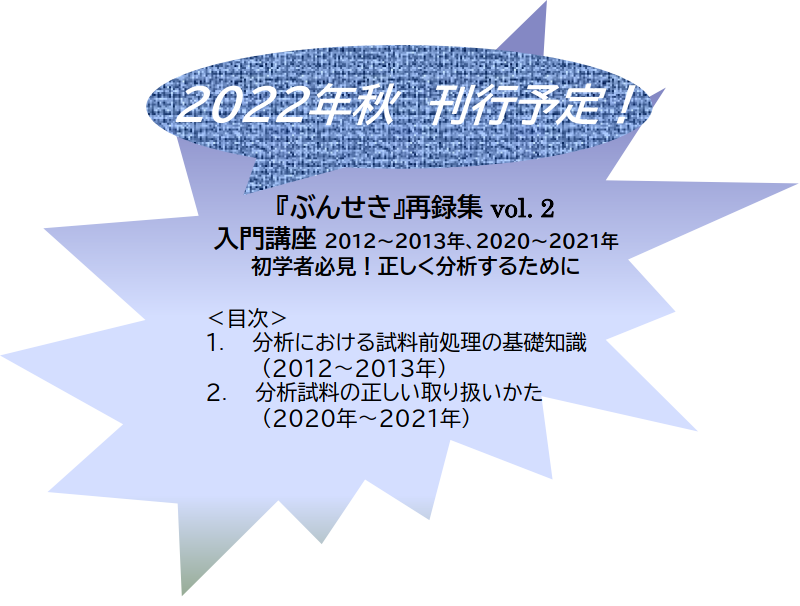 2022年秋　刊行予定！
『ぶんせき』再録集 vol. 2
入門講座 2012～2013年、2020～2021年
初学者必見！正しく分析するために
＜目次＞
1.　分析における試料前処理の基礎知識
（2012～2013年）
2.　分析試料の正しい取り扱いかた
（2020年～2021年）